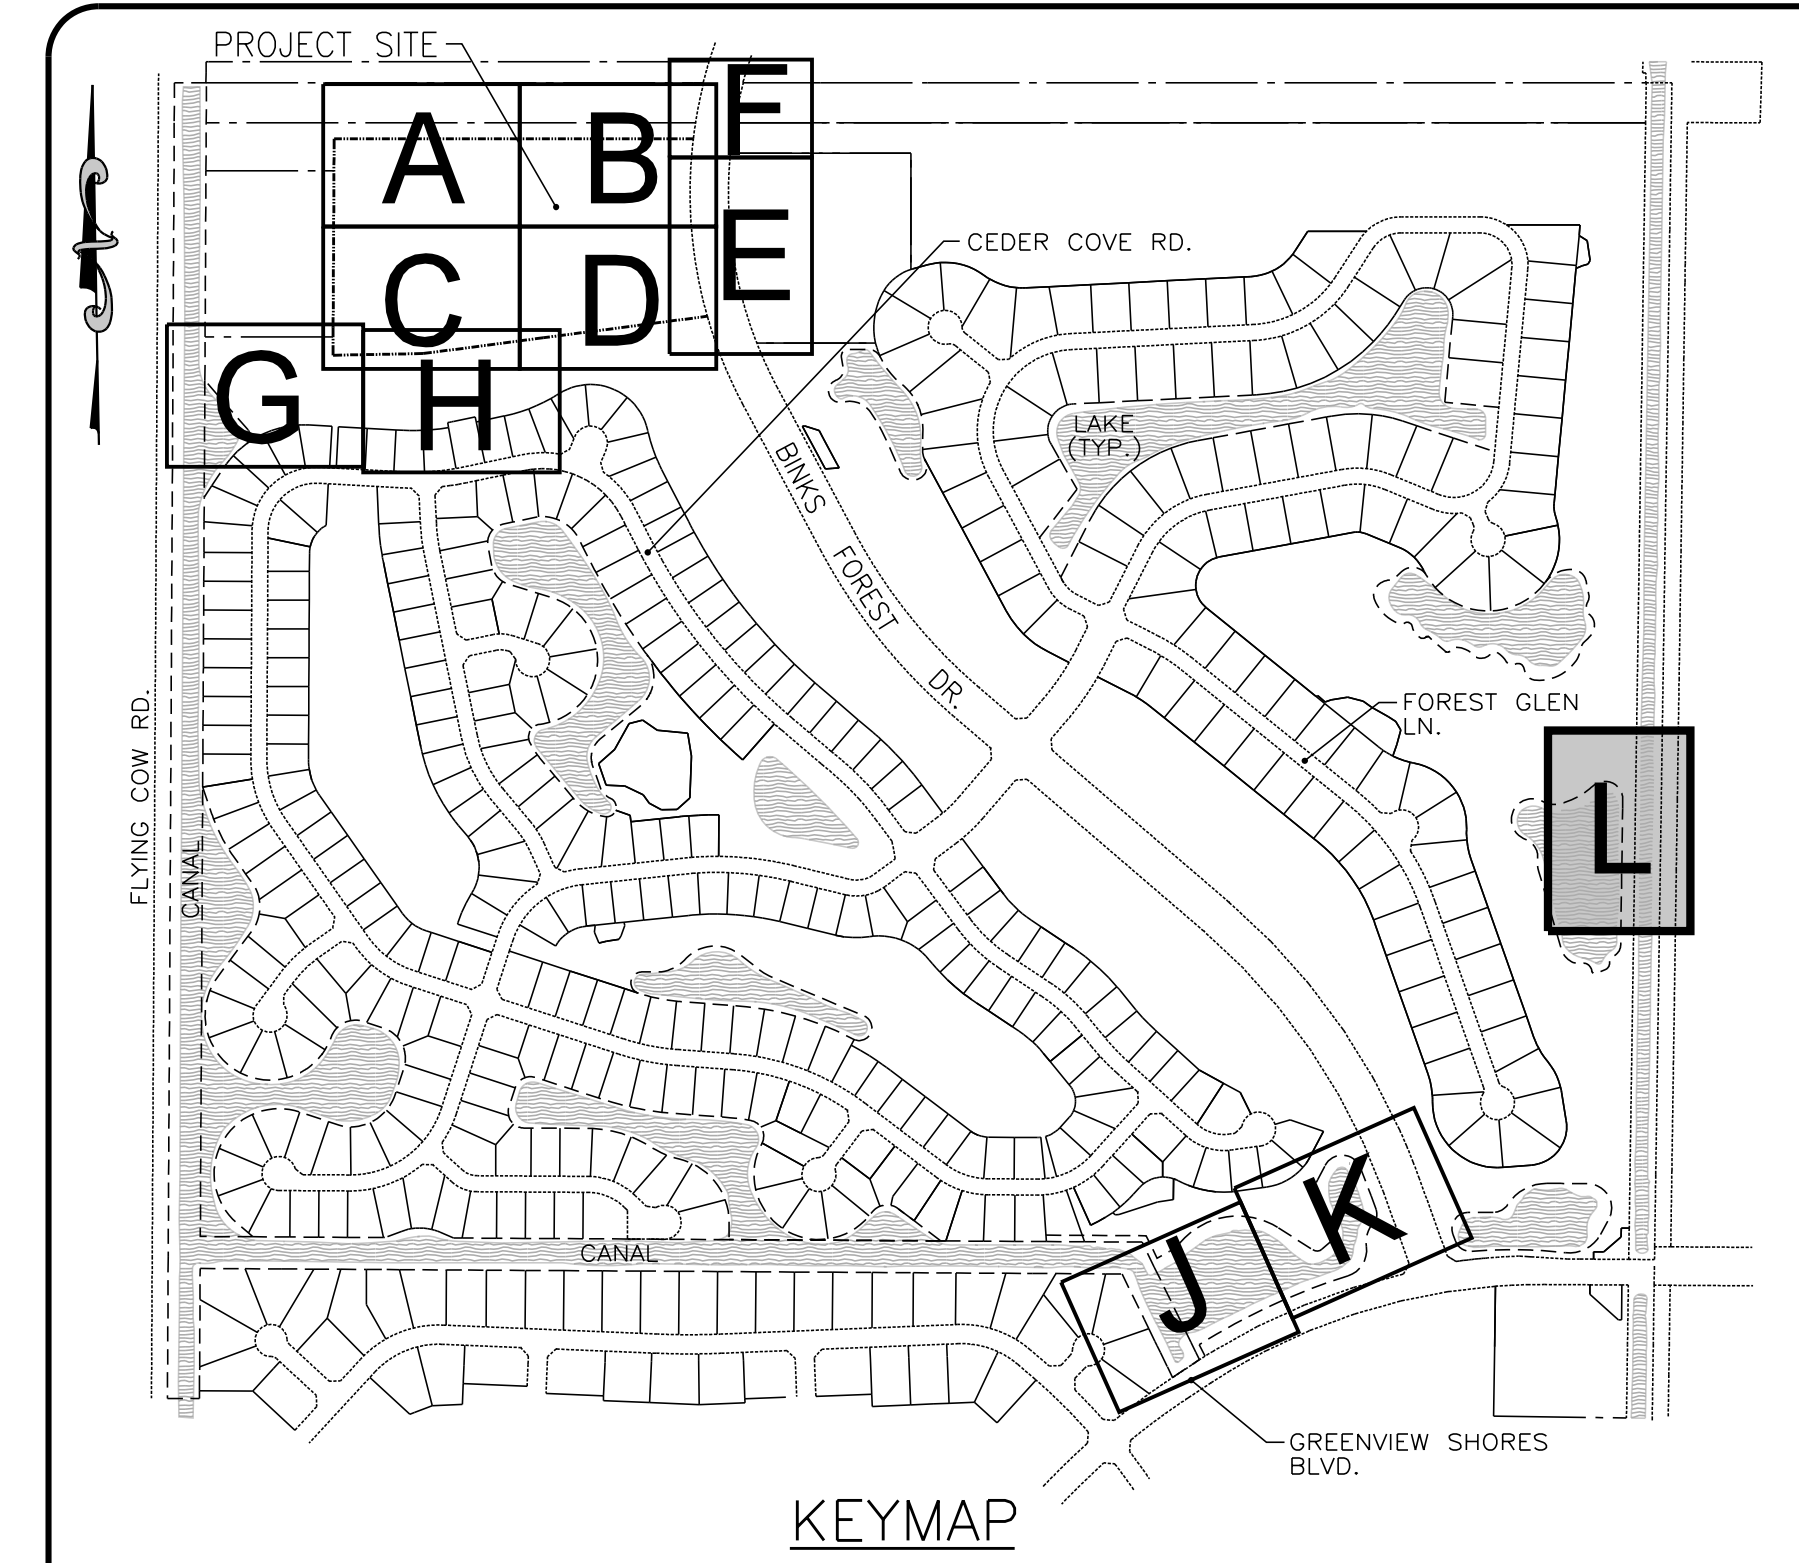 PROJECT SITE
F
A
B
E
CEDER COVE RD.
C
D
G
H
LAKE
(TYP.)
BINKS FOREST DR.
FOREST GLEN
LN.
FLYING COW RD.
CANAL
L
K
J
CANAL
GREENVIEW SHORES
BLVD.
KEYMAP